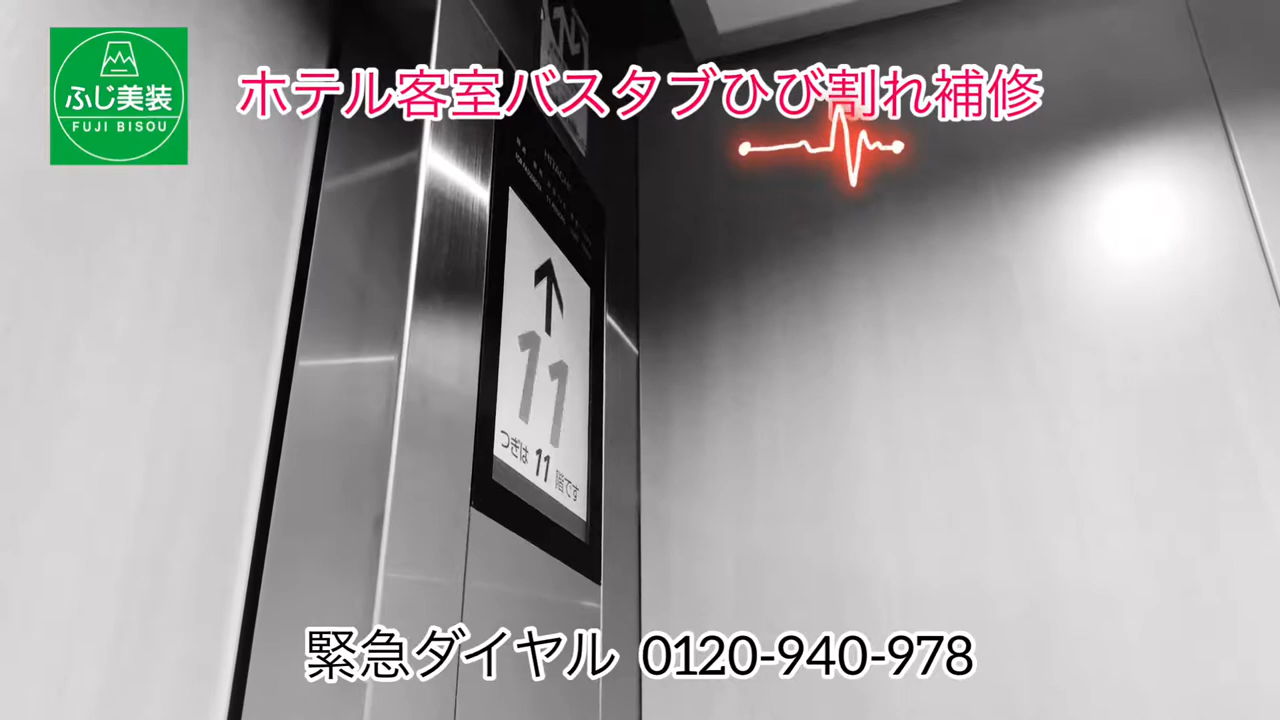 ふじ美装
FUJI BISOU
ホテル客室バスタブひび割れ補修
HITACHI
11
つぎは 11 階です
緊急ダイヤル 0120-940-978